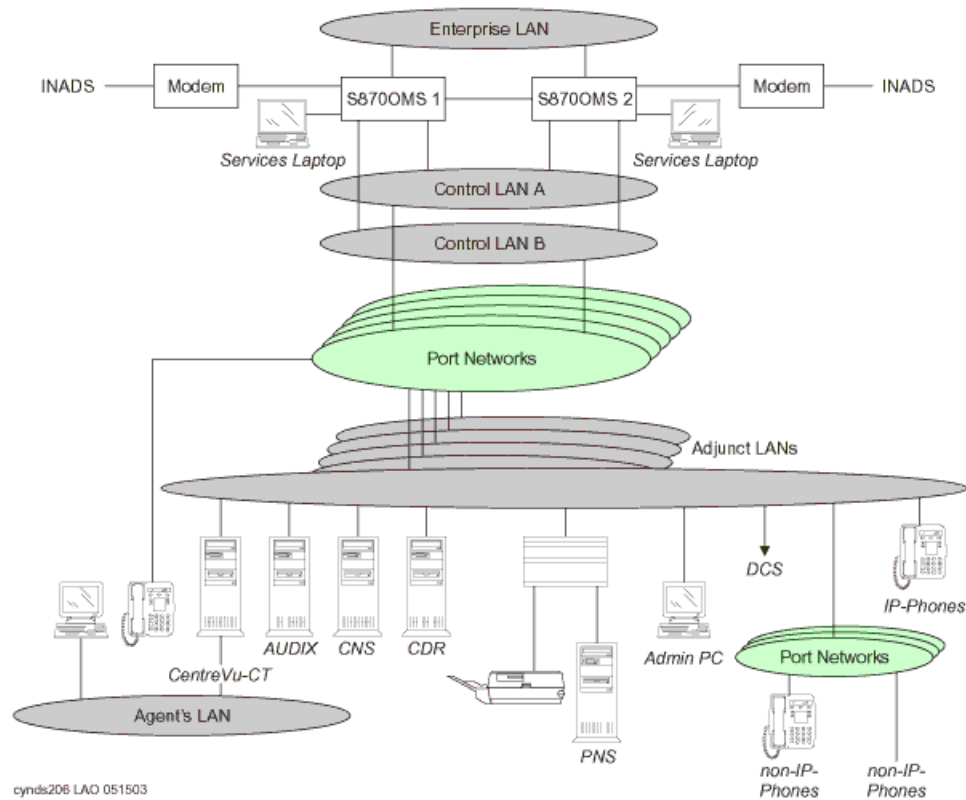 Enterprise LAN
INADS
Modem
S870OMS 1
S870OMS 2
Modem
INADS
Services Laptop
Services Laptop
Control LAN A
Control LAN B
Port Networks
Adjunct LANs
DCS
IP-Phones
AUDIX
CNS
CDR
Admin PC
Port Networks
CentreVu-CT
Agent's LAN
PNS
non-IP-
Phones
non-IP-
Phones
cynds206 LAO 051503